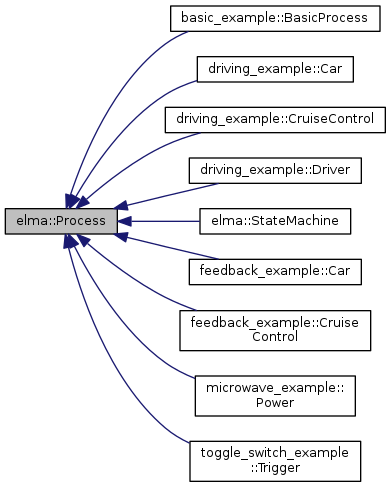 basic_example::BasicProcess
driving_example::Car
driving_example::CruiseControl
driving_example::Driver
elma::Process
elma::StateMachine
feedback_example::Car
feedback_example::Cruise
Control
microwave_example::
Power
toggle_switch_example
::Trigger